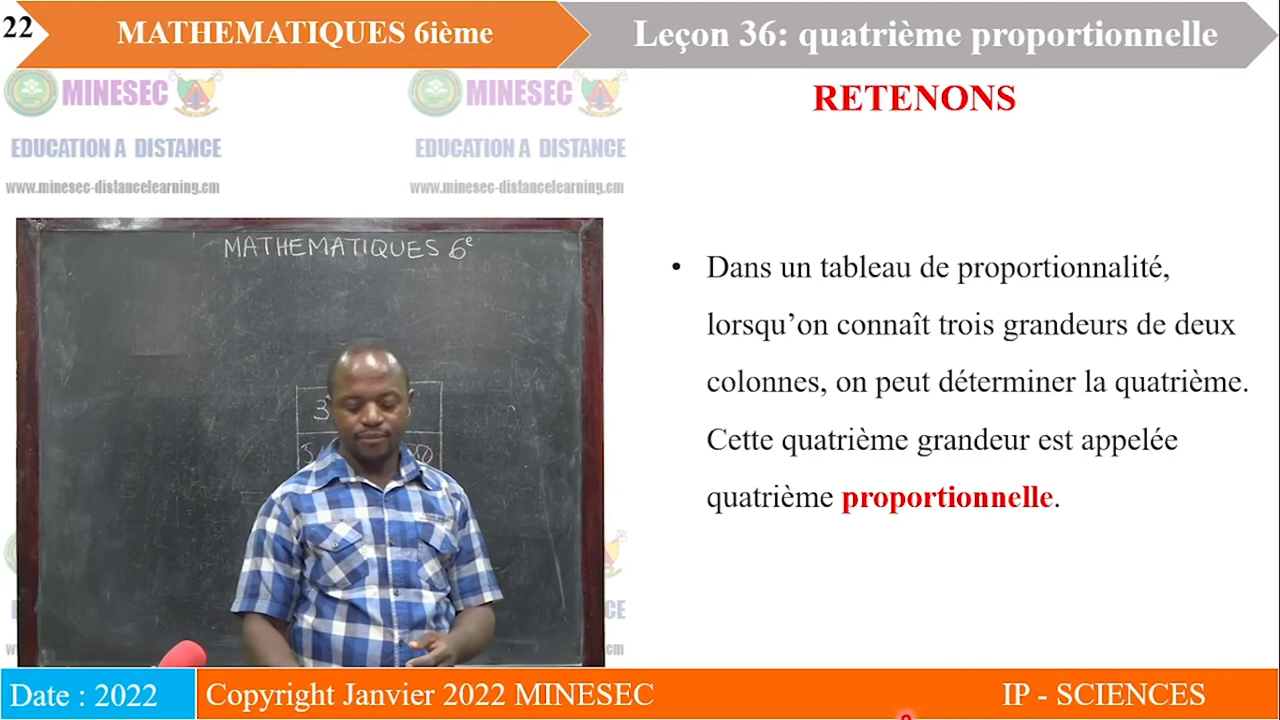 22
MATHEMATIQUES 6ième
Leçon 36: quatrième proportionnelle
MINESEC
MINESEC
EDUCATION A DISTANCE
EDUCATION A DISTANCE
www.minesec-distancelearning.cm
www.minesec-distancelearning.cm
RETENONS
MATHEMATIQUES 6e
3
• Dans un tableau de proportionnalité,
lorsqu’on connaît trois grandeurs de deux
colonnes, on peut déterminer la quatrième.
Cette quatrième grandeur est appelée
quatrième proportionnelle.
Date : 2022
Copyright Janvier 2022 MINESEC
IP - SCIENCES